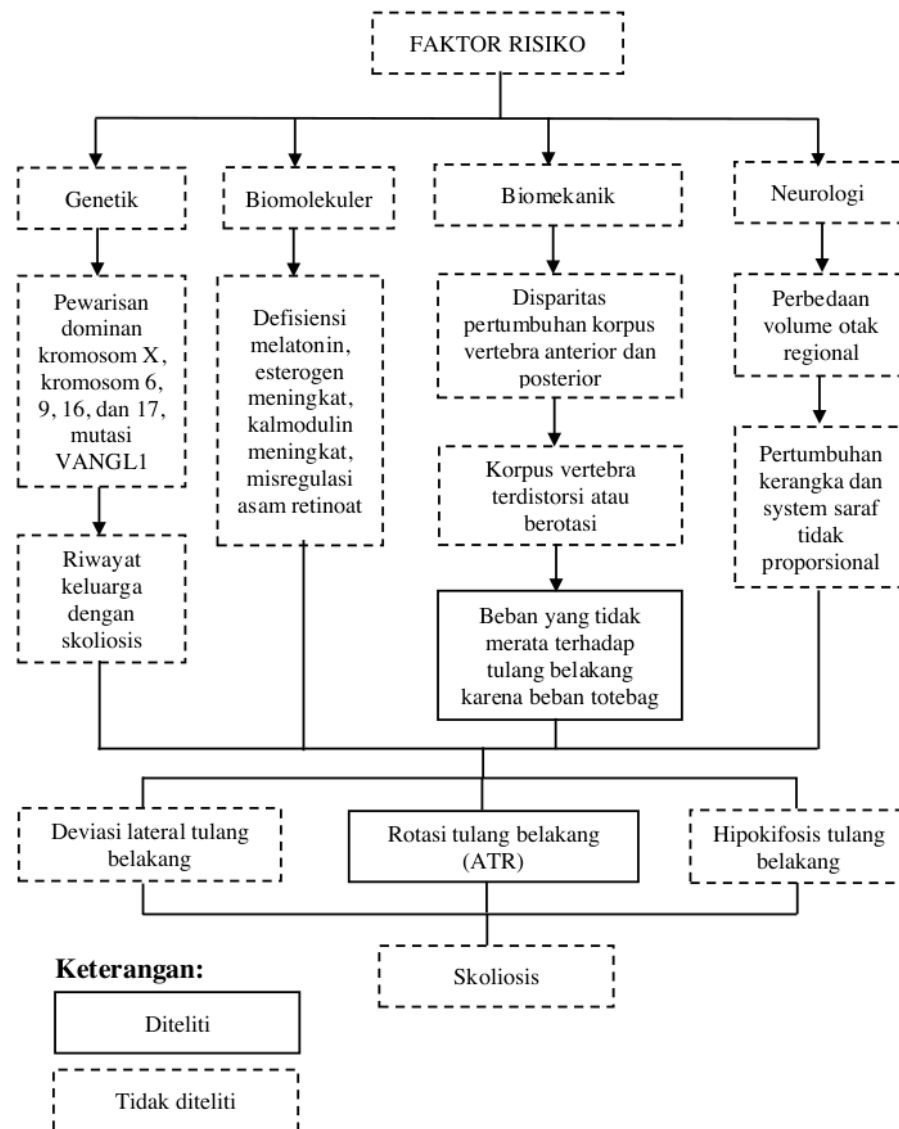 FAKTOR RISIKO
Genetik
Biomolekuler
Biomekanik
Neurologi
Pewarisan
dominan
kromosom X,
kromosom 6,
9, 16, dan 17,
mutasi
VANGL1
Defisiensi
melatonin,
esterogen
meningkat,
kalmodulin
meningkat,
misregulasi
asam retinoat
Disparitas
pertumbuhan korpus
vertebra anterior dan
posterior
Perbedaan
volume otak
regional
Riwayat
keluarga
dengan
skoliosis
Korpus vertebra
terdistorsi atau
berotasi
Pertumbuhan
kerangka dan
system saraf
tidak
proporsional
Beban yang tidak
merata terhadap
tulang belakang
karena beban totebag
Deviasi lateral tulang
belakang
Rotasi tulang belakang
(ATR)
Hipokifosis tulang
belakang
Skoliosis
Keterangan:
Diteliti
Tidak diteliti